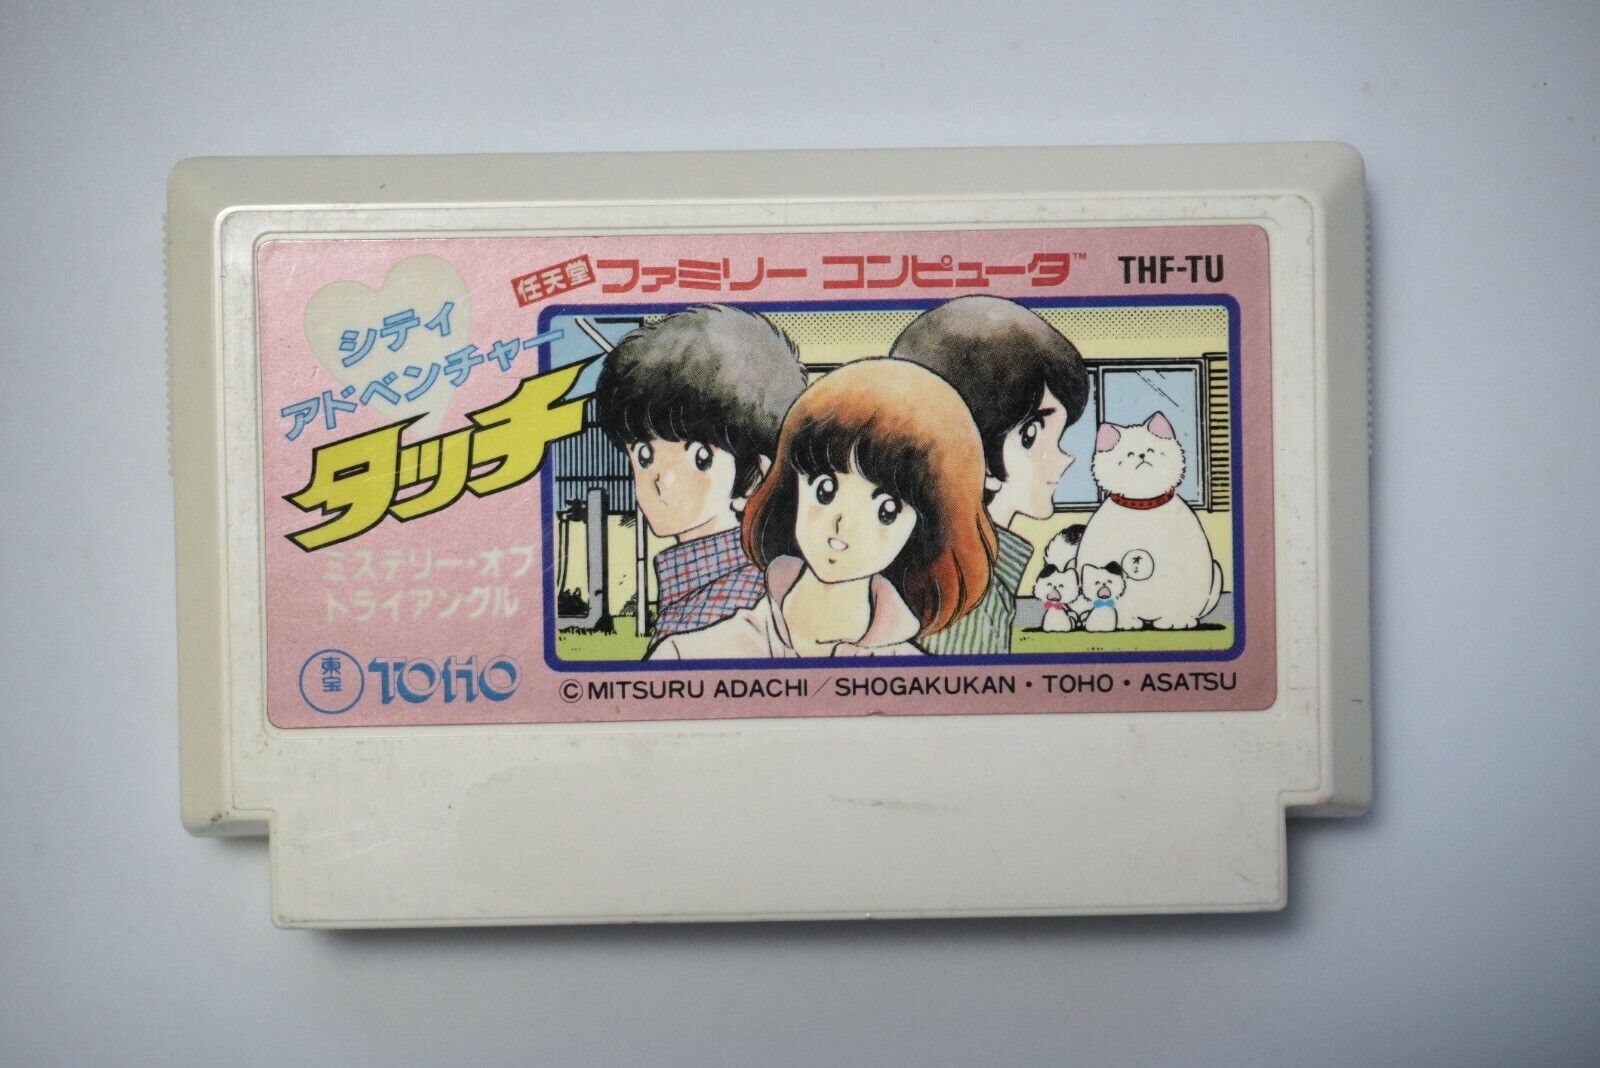 任天堂 ファミリー コンピュータ™ THF-TU
シティ
アドベンチャー
タッチ
ミステリー・オブ
トライアングル
東宝 TOHO
©MITSURU ADACHI/SHOGAKUKAN・TOHO・ASATSU